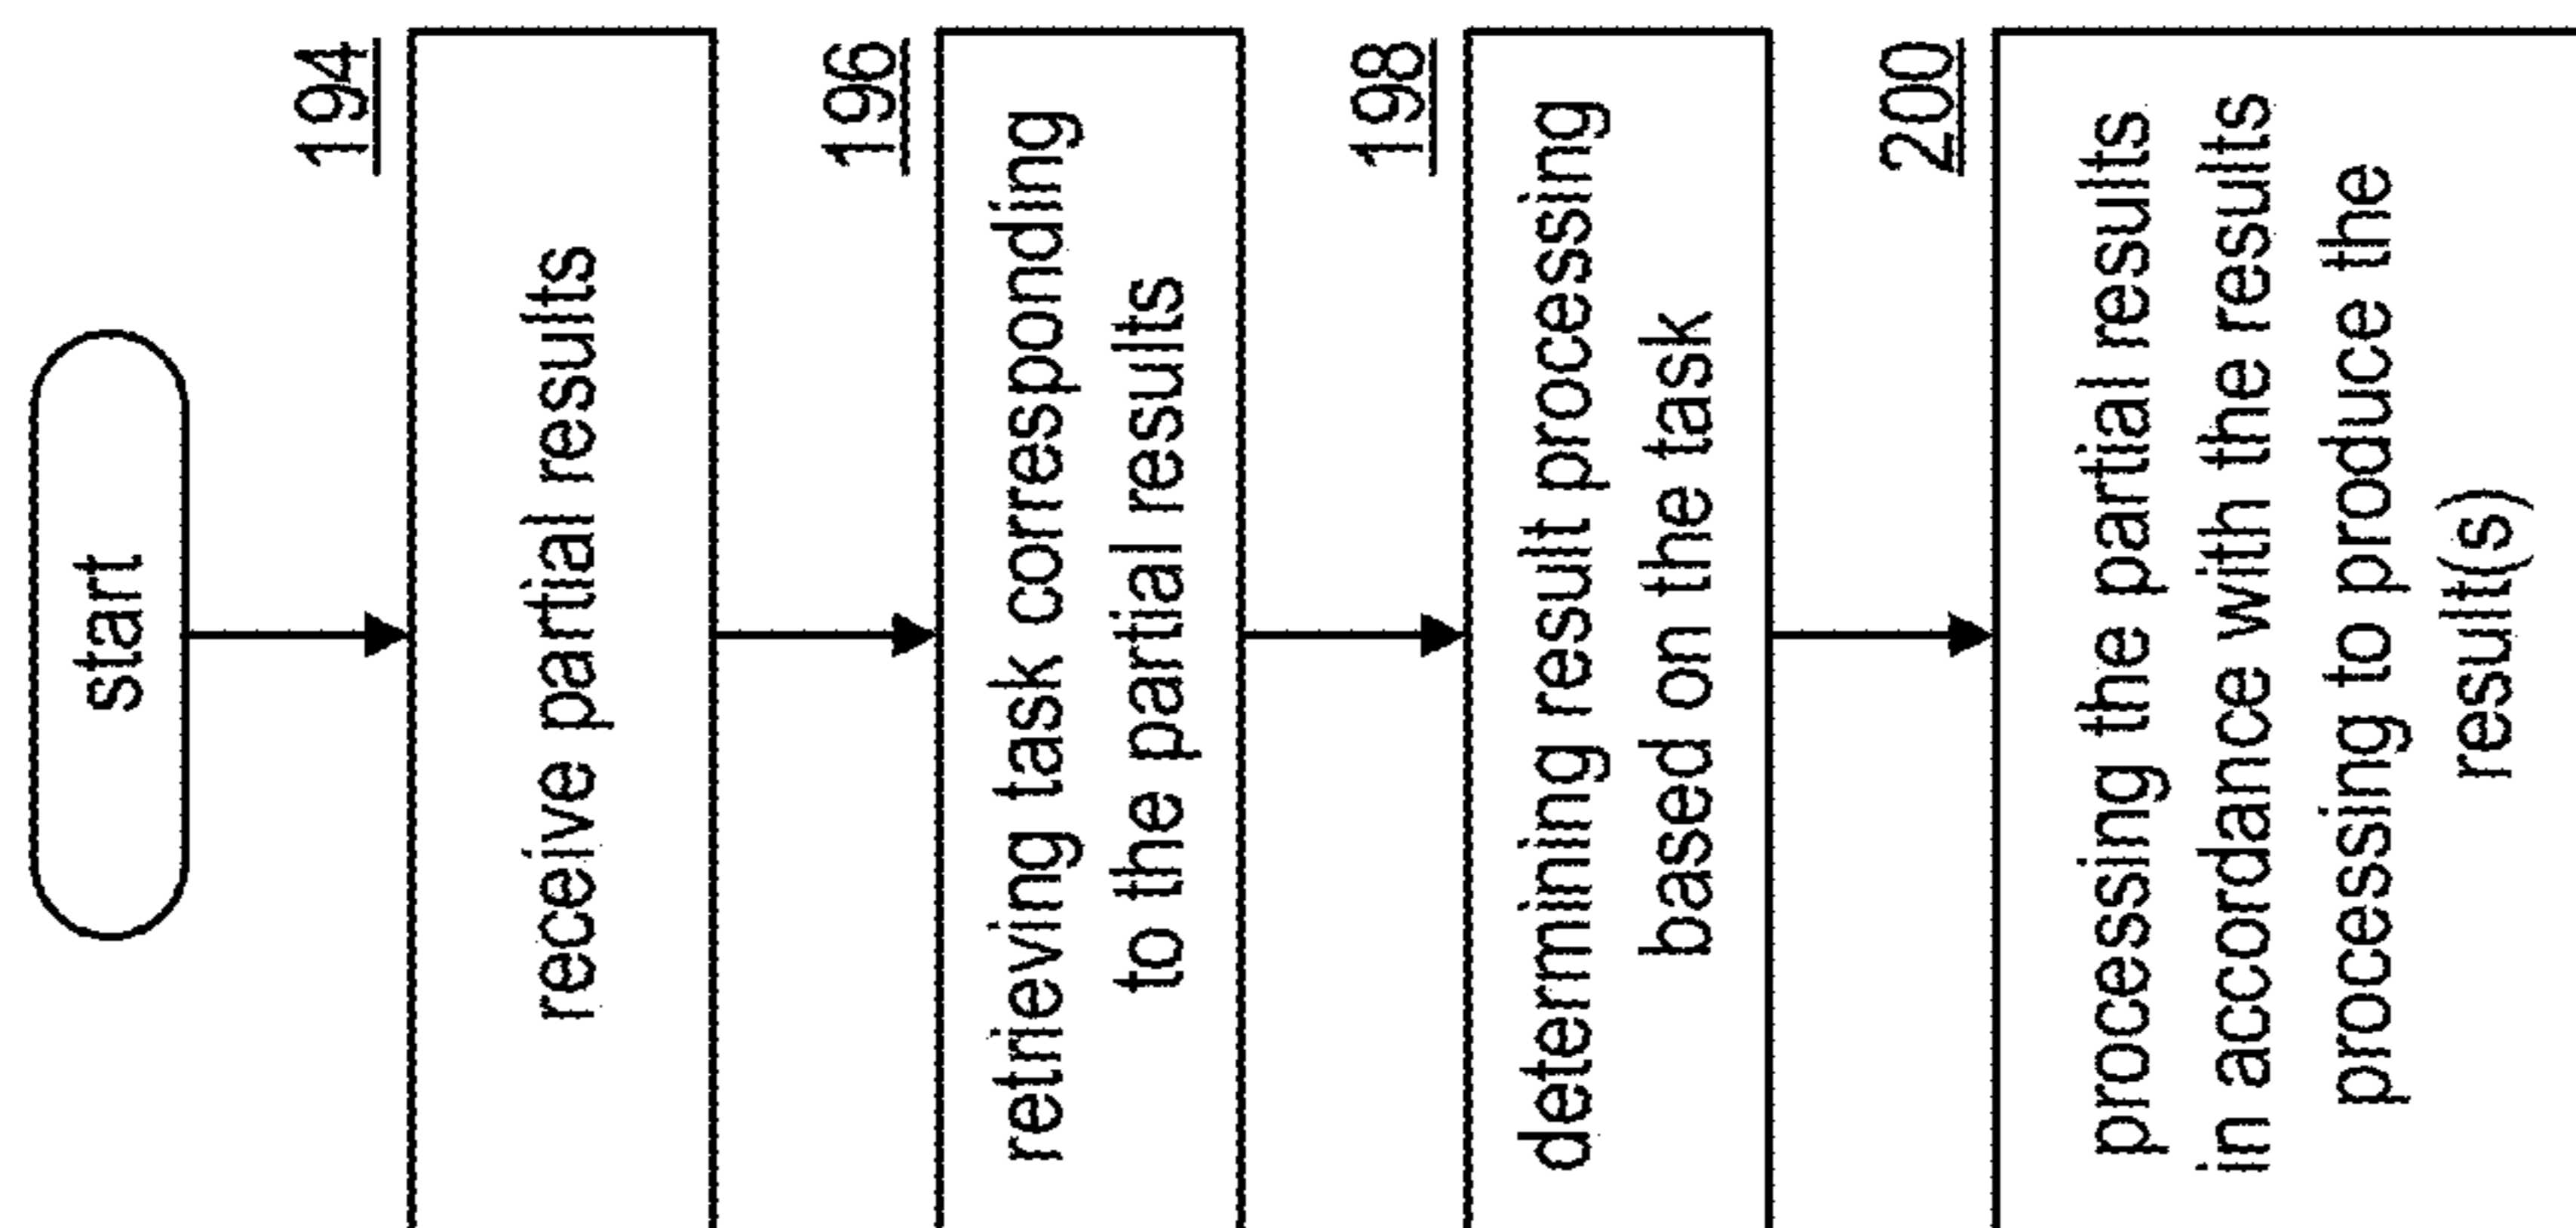 start
194
receive partial results
196
retrieving task corresponding
to the partial results
198
determining result processing
based on the task
200
processing the partial results
in accordance with the results
processing to produce the
result(s)